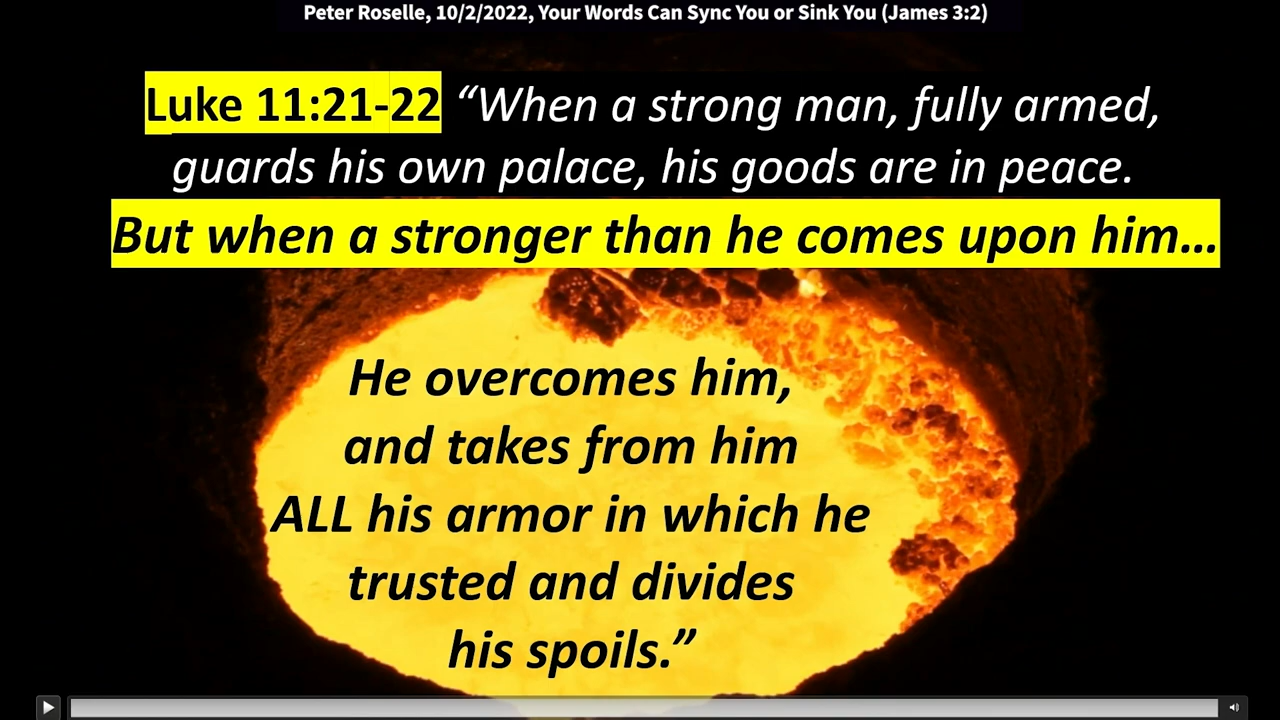 Peter Roselle, 10/2/2022, Your Words Can Sync You or Sink You (James 3:2)
Luke 11:21-22 “When a strong man, fully armed,
guards his own palace, his goods are in peace.
But when a stronger than he comes upon him...
He overcomes him,
and takes from him
ALL his armor in which he
trusted and divides
his spoils.”